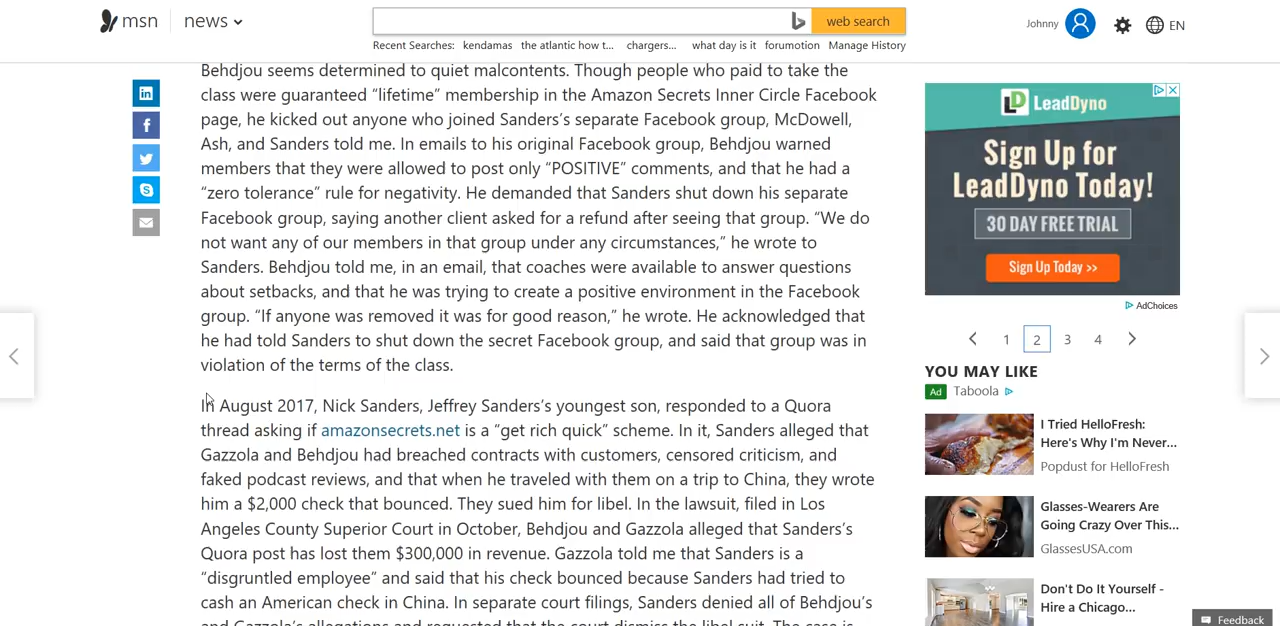 msn
news
web search
Johnny
EN
Recent Searches: kendamas the atlantic how t... chargers... what day is it forumotion Manage History
Behdjou seems determined to quiet malcontents. Though people who paid to take the
class were guaranteed “lifetime” membership in the Amazon Secrets Inner Circle Facebook
page, he kicked out anyone who joined Sanders’s separate Facebook group, McDowell,
Ash, and Sanders told me. In emails to his original Facebook group, Behdjou warned
members that they were allowed to post only “POSITIVE” comments, and that he had a
“zero tolerance” rule for negativity. He demanded that Sanders shut down his separate
Facebook group, saying another client asked for a refund after seeing that group. “We do
not want any of our members in that group under any circumstances,” he wrote to
Sanders. Behdjou told me, in an email, that coaches were available to answer questions
about setbacks, and that he was trying to create a positive environment in the Facebook
group. “If anyone was removed it was for good reason,” he wrote. He acknowledged that
he had told Sanders to shut down the secret Facebook group, and said that group was in
violation of the terms of the class.
In August 2017, Nick Sanders, Jeffrey Sanders’s youngest son, responded to a Quora
thread asking if amazonsecrets.net is a “get rich quick” scheme. In it, Sanders alleged that
Gazzola and Behdjou had breached contracts with customers, censored criticism, and
faked podcast reviews, and that when he traveled with them on a trip to China, they wrote
him a $2,000 check that bounced. They sued him for libel. In the lawsuit, filed in Los
Angeles County Superior Court in October, Behdjou and Gazzola alleged that Sanders’s
Quora post has lost them $300,000 in revenue. Gazzola told me that Sanders is a
“disgruntled employee” and said that his check bounced because Sanders had tried to
cash an American check in China. In separate court filings, Sanders denied all of Behdjou’s
and Gazzola’s allegations and requested that the court dismiss the libel suit. The case is
LeadDyno
Sign Up for
LeadDyno Today!
30 DAY FREE TRIAL
Sign Up Today >>
AdChoices
1 2 3 4
YOU MAY LIKE
Ad Taboola
I Tried HelloFresh:
Here's Why I'm Never...
Popdust for HelloFresh
Glasses-Wearers Are
Going Crazy Over This...
GlassesUSA.com
Don't Do It Yourself -
Hire a Chicago...
Feedback